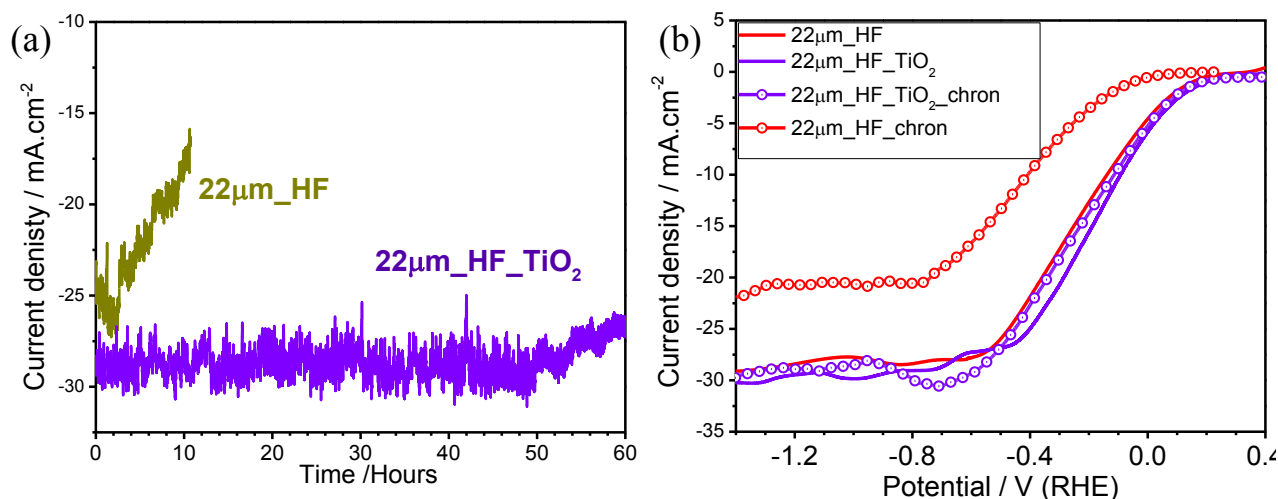 (a)
-10
-15
-20
-25
-30
Current denisty / mA.cm⁻²
22μm_HF
22μm_HF_TiO₂
0 10 20 30 40 50 60
Time /Hours
(b)
22μm_HF
22μm_HF_TiO₂
22μm_HF_TiO₂_chron
22μm_HF_chron
5
0
-5
-10
-15
-20
-25
-30
-35
Current density / mA.cm⁻²
-1.2 -0.8 -0.4 0.0 0.4
Potential / V (RHE)